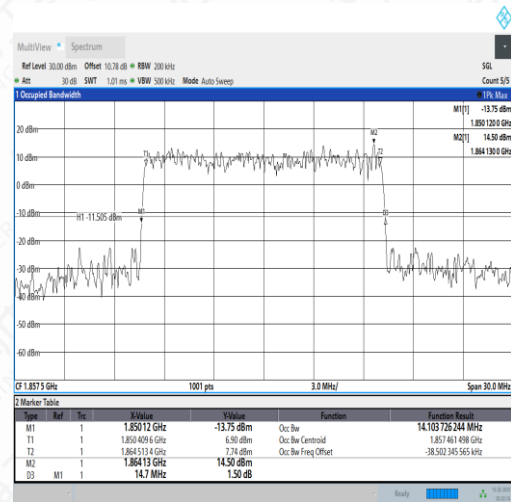 MultiView Spectrum
Ref Level 30.00 dBm Offset 10.78 dB RBW 200 kHz SGL
Att 30 dB SWT 1.01 ms VBW 500 kHz Mode Auto Sweep Count 5/5
1 Occupied Bandwidth 1Pk Max
M1[1] -13.75 dBm
1.850 120 0 GHz
M2[1] 14.50 dBm
1.864 130 0 GHz
20 dBm
M2
T1
T2
10 dBm
0 dBm
-10 dBm
H1 -11.505 dBm
M1
D3
-20 dBm
-30 dBm
-40 dBm
-50 dBm
-60 dBm
CF 1.857 5 GHz 1001 pts 3.0 MHz/ Span 30.0 MHz
2 Marker Table
Type Ref Trc X-Value Y-Value Function Function Result
M1 1 1.850 12 GHz -13.75 dBm Occ Bw 14.103 726 244 MHz
T1 1 1.850 409 6 GHz 6.90 dBm Occ Bw Centroid 1.857 461 498 GHz
T2 1 1.864 513 4 GHz 7.74 dBm Occ Bw Freq Offset -38.502 345 565 kHz
M2 1 1.864 13 GHz 14.50 dBm
D3 M1 1 14.7 MHz 1.50 dB
Ready